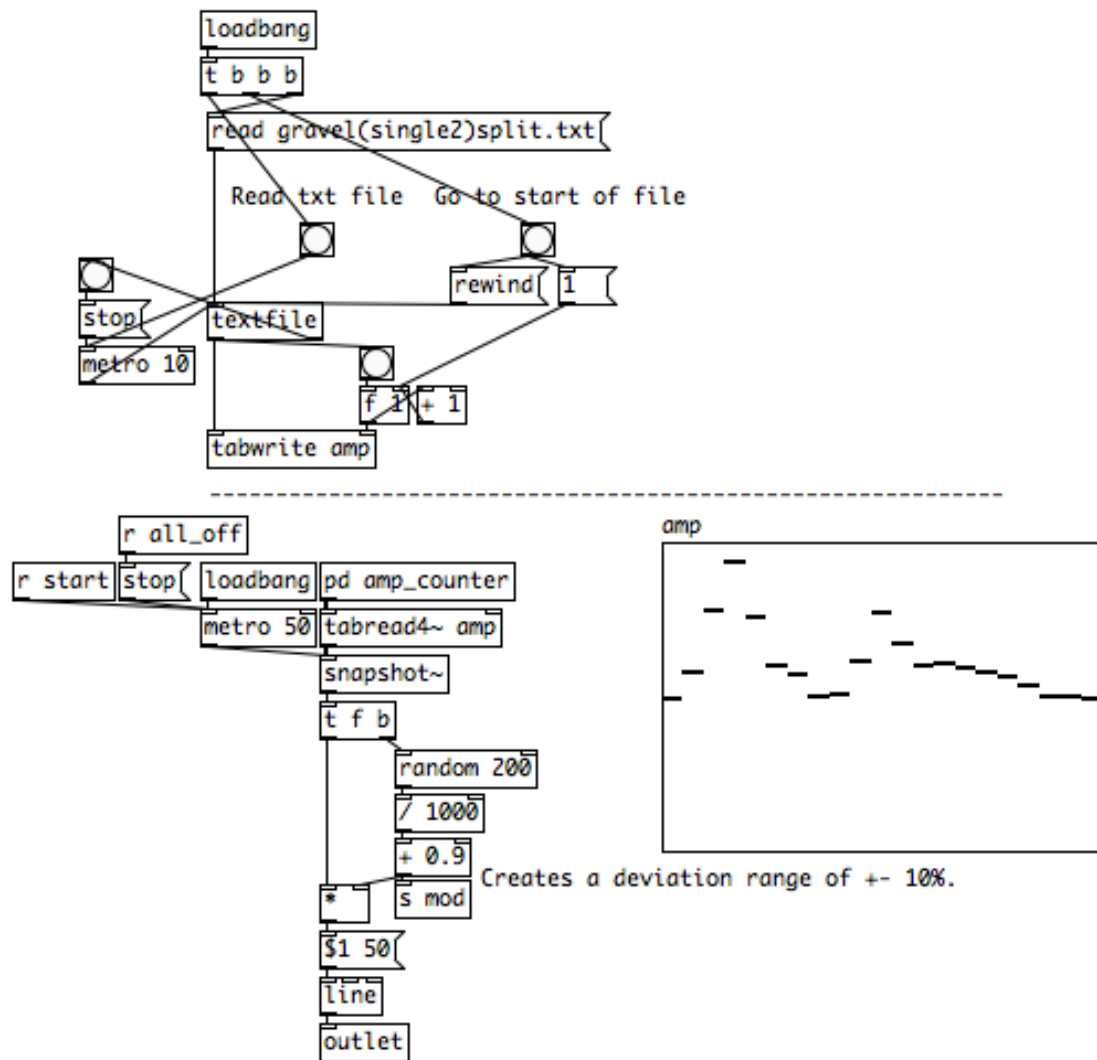 loadbang
t b b b
read gravel(single2)split.txt
Read txt file
Go to start of file
rewind
1
stop
textfile
metro 10
f 1
+ 1
tabwrite amp
-----------------------------------------------------------
r all_off
amp
r start
stop
loadbang
pd amp_counter
metro 50
tabread4~ amp
snapshot~
t f b
random 200
/ 1000
+ 0.9
Creates a deviation range of +- 10%.
*
s mod
$1 50
line
outlet